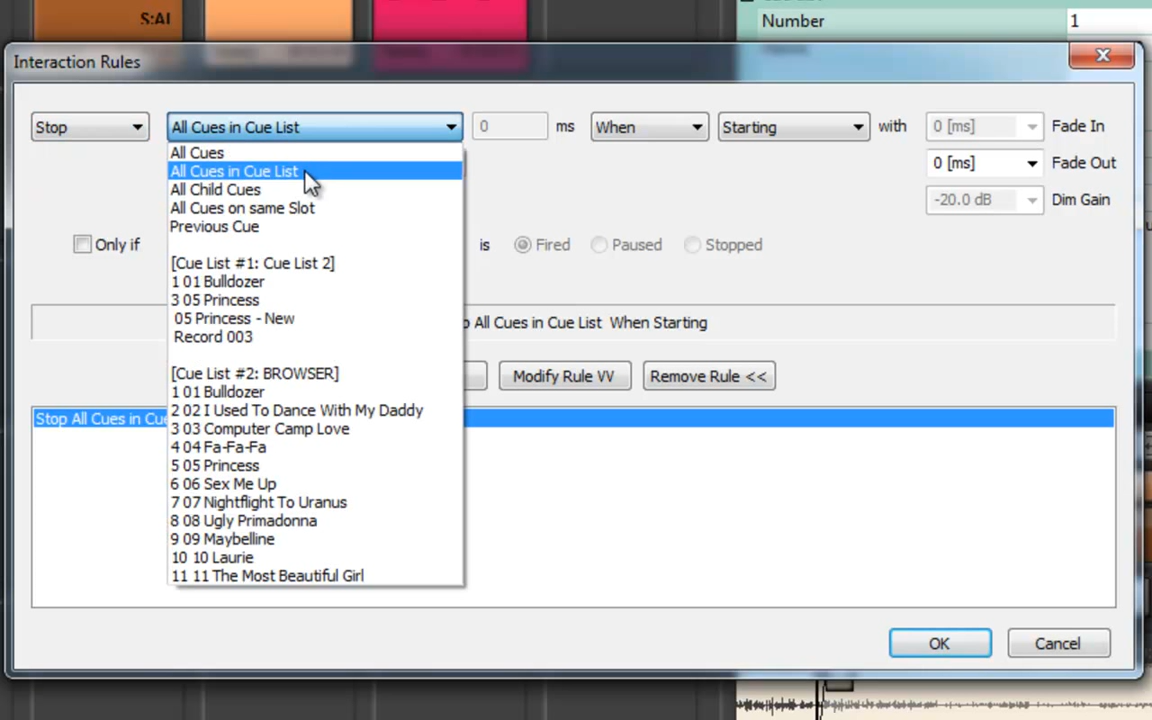 S:AI
Number 1
Interaction Rules
Stop All Cues in Cue List 0 ms When Starting with 0 [ms] Fade In
All Cues
All Cues in Cue List 0 [ms] Fade Out
All Child Cues
-20.0 dB Dim Gain
All Cues on same Slot
Previous Cue
Only if is Fired Paused Stopped
[Cue List #1: Cue List 2]
1 01 Bulldozer
3 05 Princess
05 Princess - New
All Cues in Cue List When Starting
Record 003
[Cue List #2: BROWSER] Modify Rule VV Remove Rule <<
1 01 Bulldozer
2 02 I Used To Dance With My Daddy
Stop All Cues in
3 03 Computer Camp Love
4 04 Fa-Fa-Fa
5 05 Princess
6 06 Sex Me Up
7 07 Nightflight To Uranus
8 08 Ugly Primadonna
9 09 Maybelline
10 10 Laurie
11 11 The Most Beautiful Girl
OK Cancel